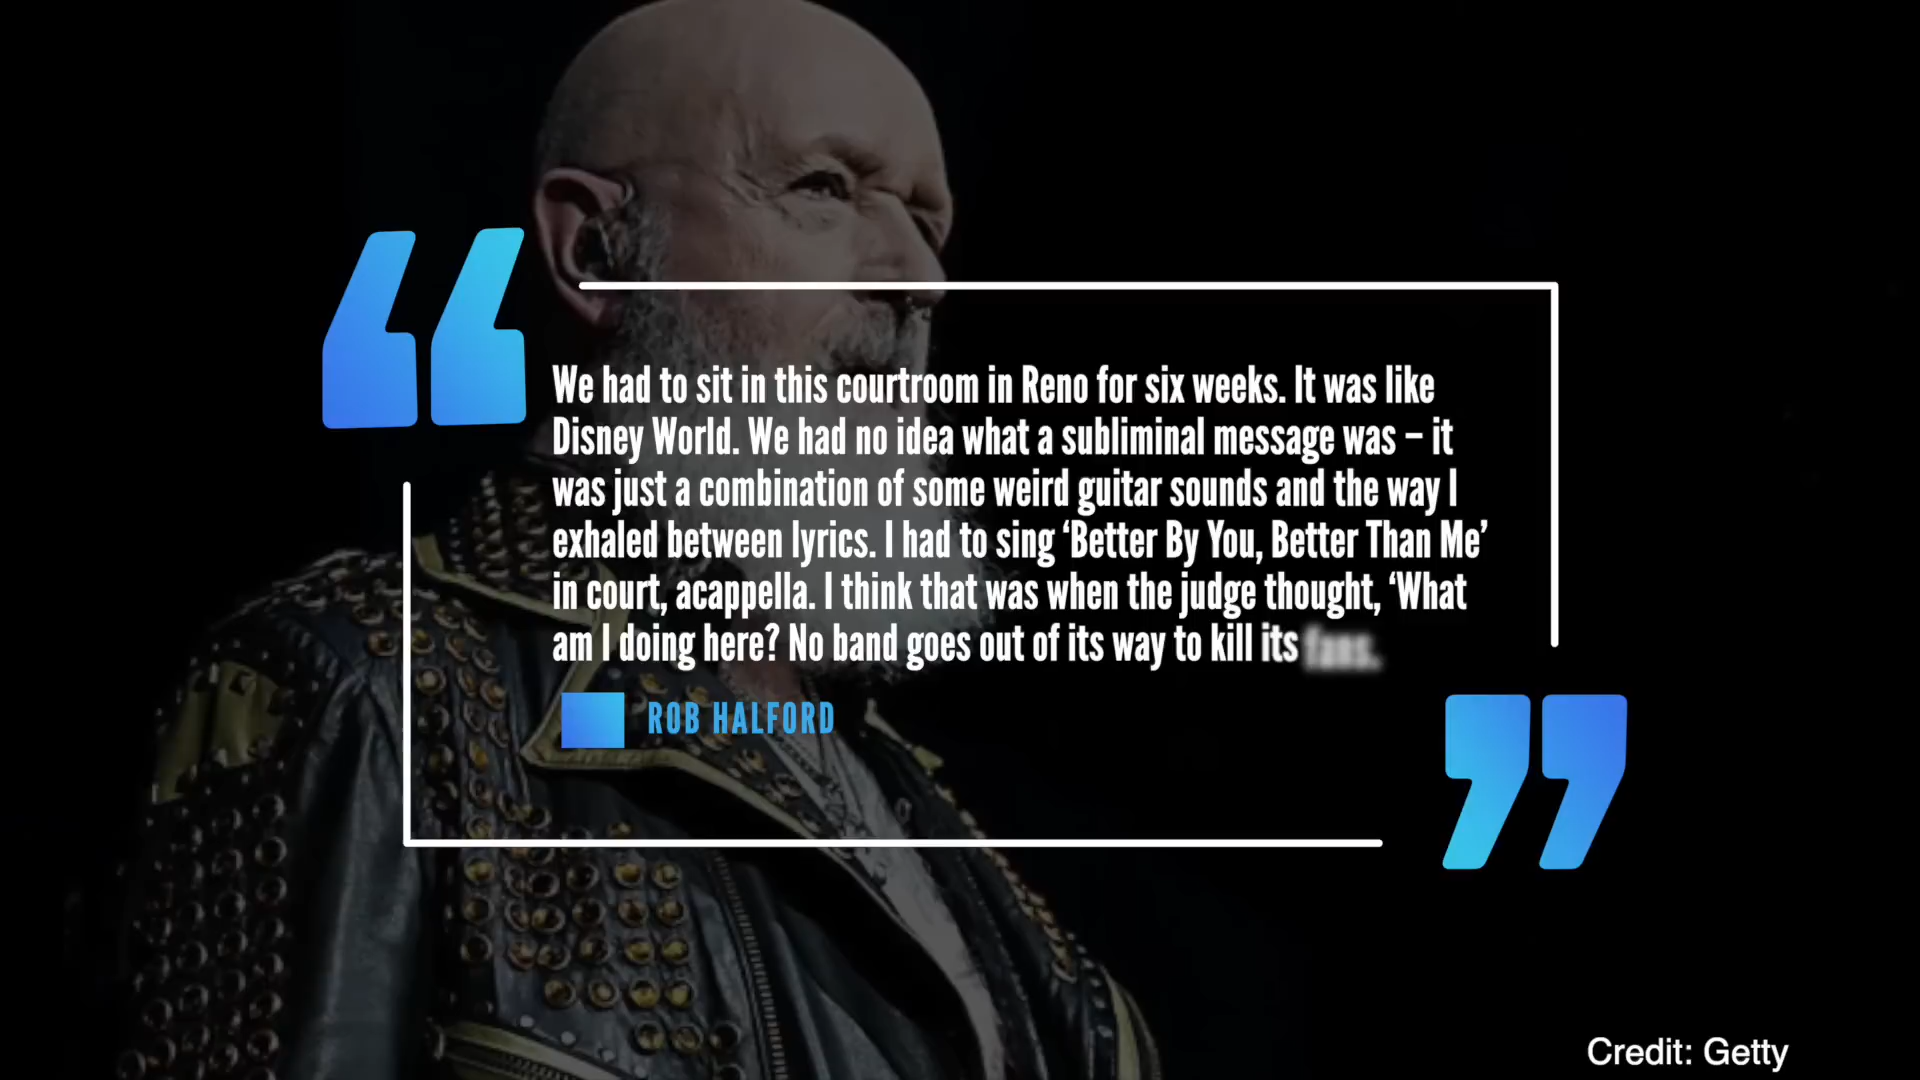 We had to sit in this courtroom in Reno for six weeks. It was like
Disney World. We had no idea what a subliminal message was – it
was just a combination of some weird guitar sounds and the way I
exhaled between lyrics. I had to sing ‘Better By You, Better Than Me’
in court, acappella. I think that was when the judge thought, ‘What
am I doing here? No band goes out of its way to kill its fans.
ROB HALFORD
Credit: Getty